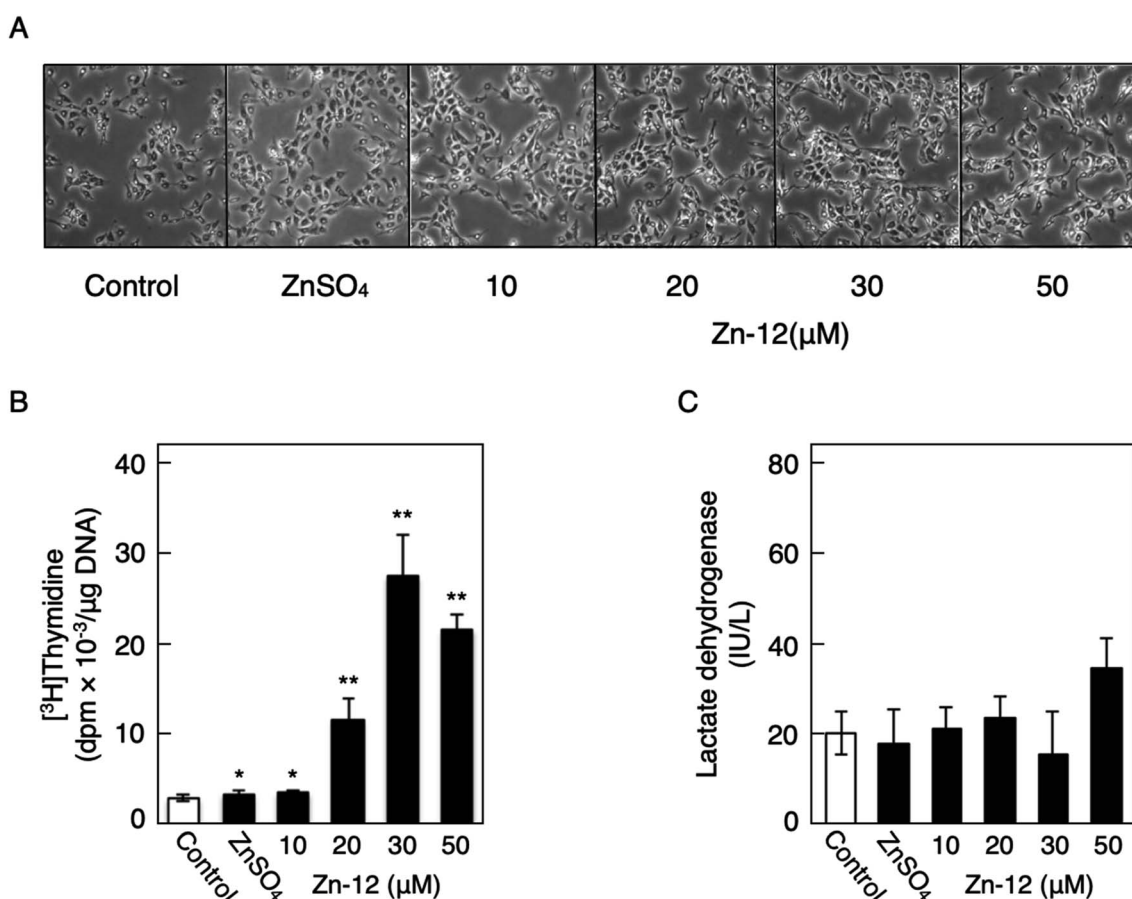 A
Control ZnSO₄ 10 20 30 50
Zn-12(μM)
B
[³H]Thymidine
(dpm × 10⁻³/μg DNA)
40
30
20
10
0
* * ** ** **
Control ZnSO₄ 10 20 30 50
Zn-12 (μM)
C
Lactate dehydrogenase
(IU/L)
80
60
40
20
0
Control ZnSO₄ 10 20 30 50
Zn-12 (μM)